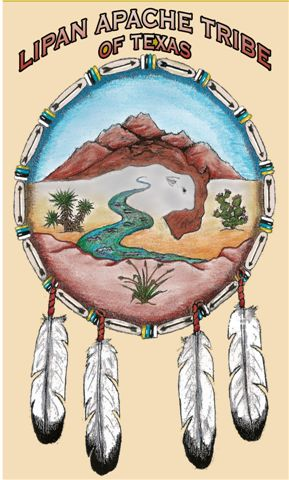 LIPAN APACHE TRIBE
OF TEXAS